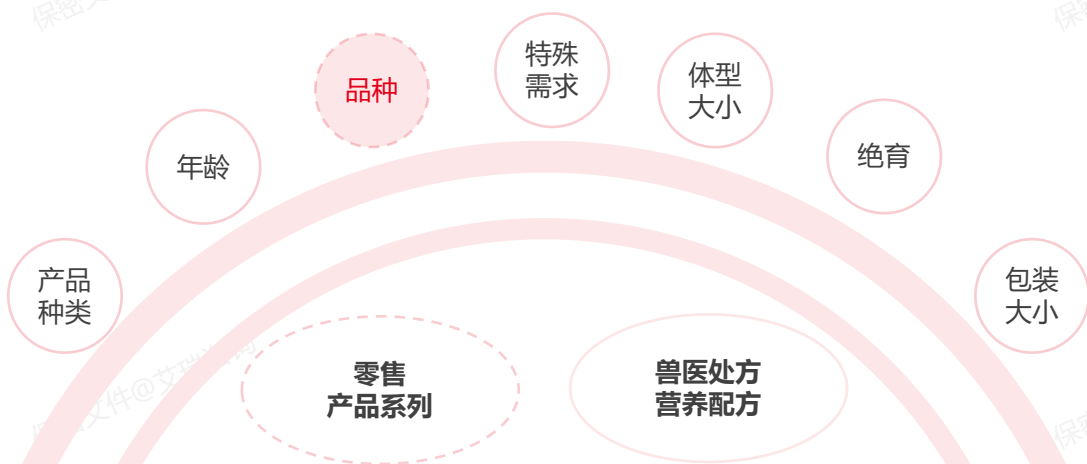 特殊
需求
体型
大小
品种
绝育
年龄
产品
种类
包装
大小
零售
产品系列
兽医处方
营养配方